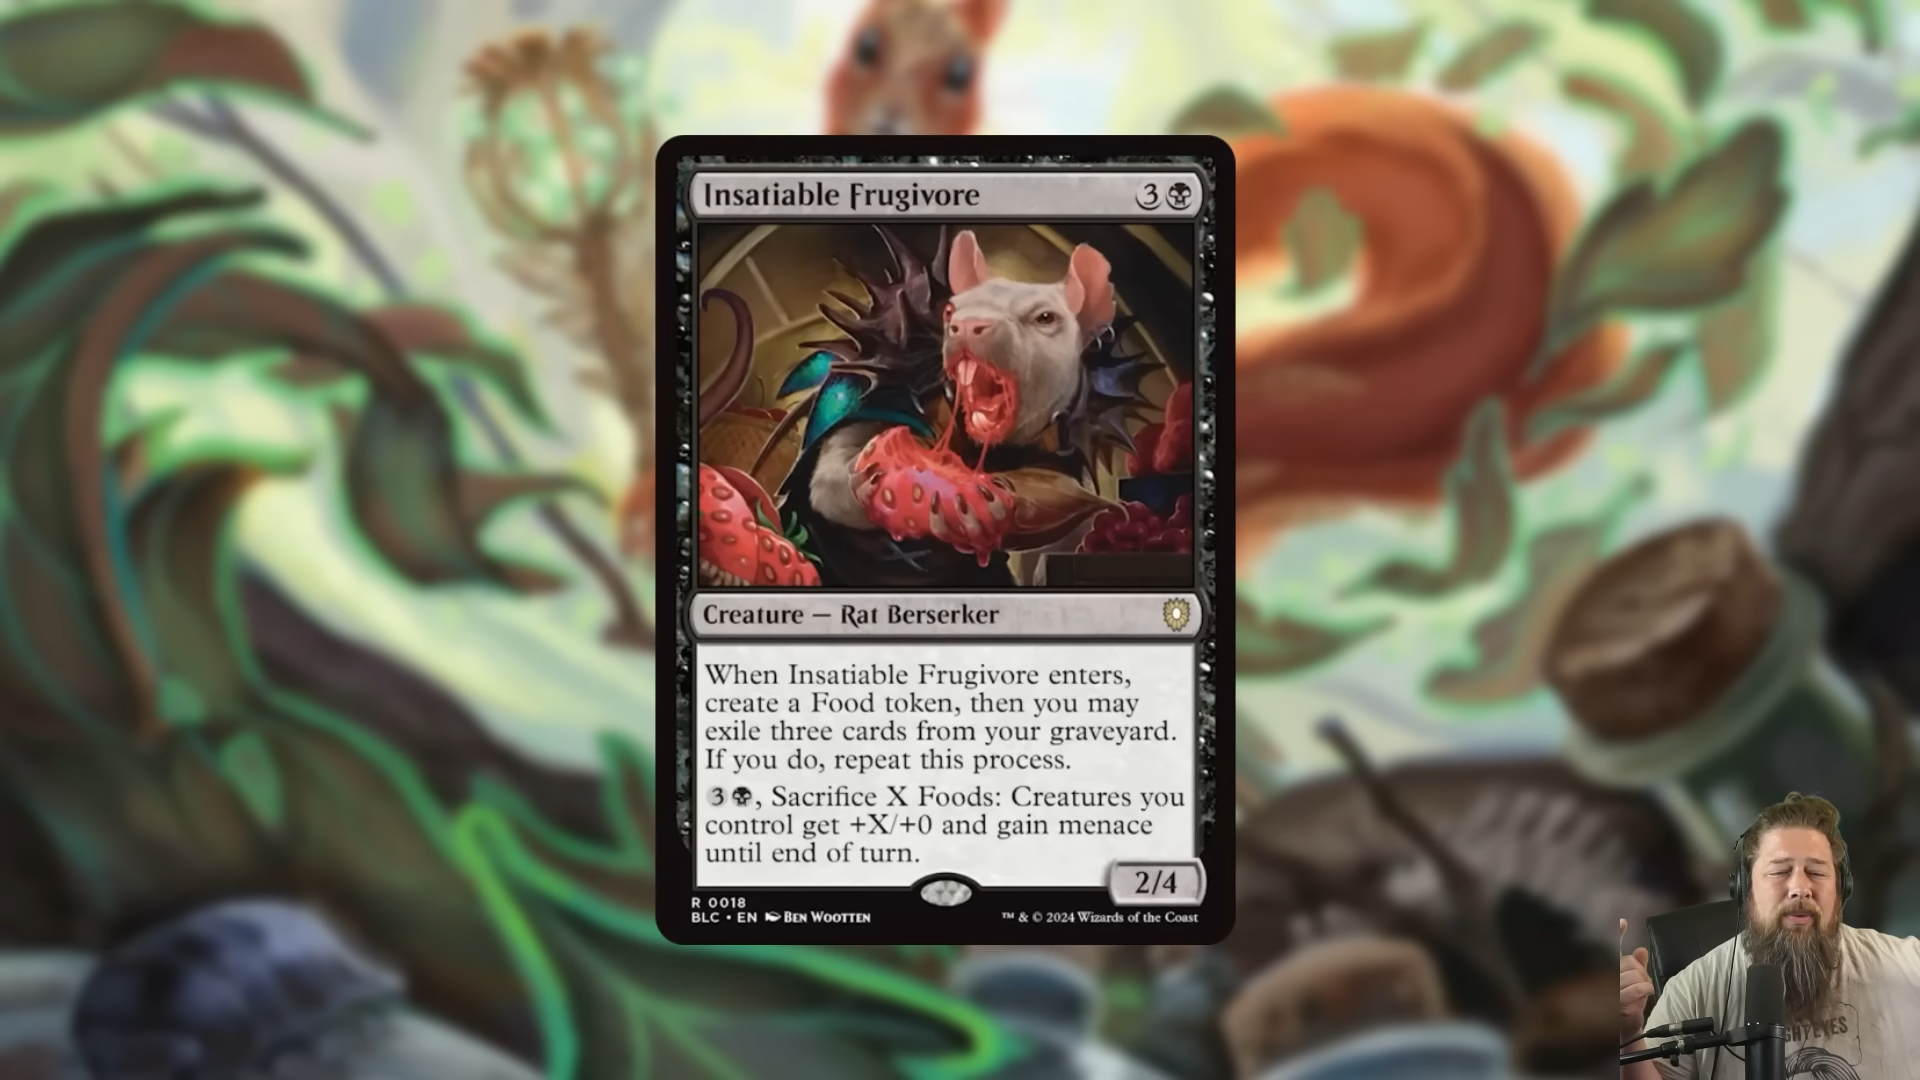 Insatiable Frugivore 3
Creature — Rat Berserker
When Insatiable Frugivore enters,
create a Food token, then you may
exile three cards from your graveyard.
If you do, repeat this process.
3, Sacrifice X Foods: Creatures you
control get +X/+0 and gain menace
until end of turn.
2/4
R 0018
BLC • EN BEN WOOTTEN
™ & © 2024 Wizards of the Coast